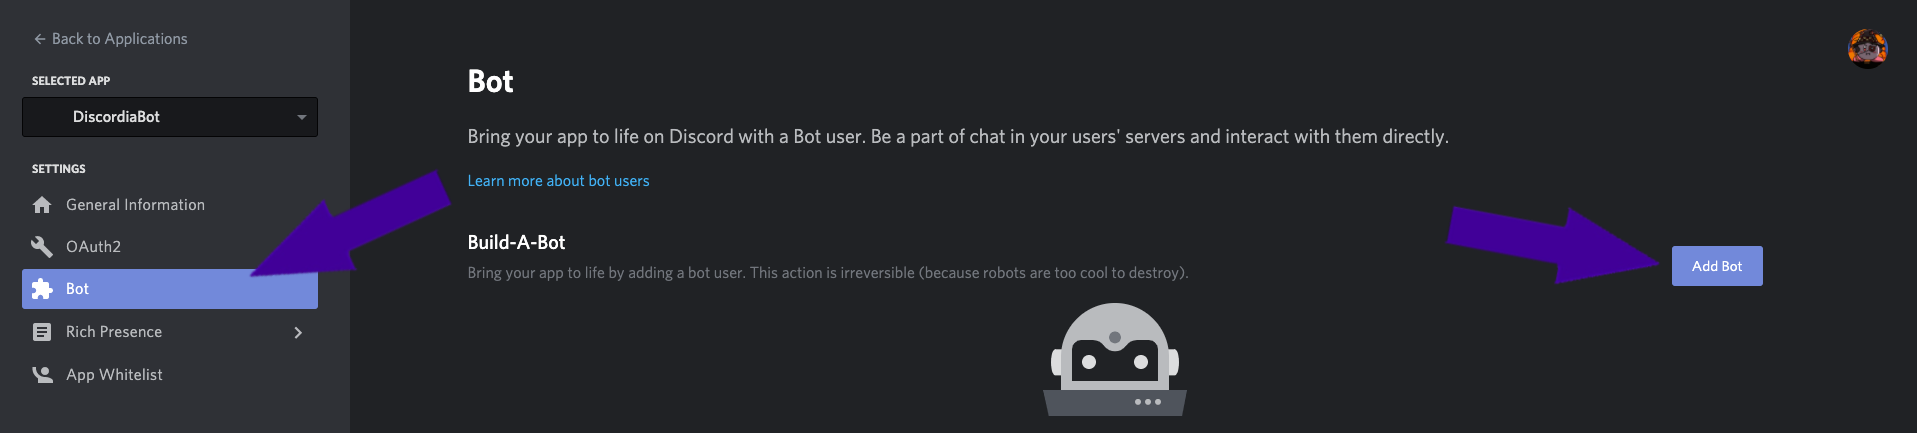 Back to Applications
SELECTED APP
DiscordiaBot
SETTINGS
General Information
OAuth2
Bot
Rich Presence
App Whitelist
Bot
Bring your app to life on Discord with a Bot user. Be a part of chat in your users' servers and interact with them directly.
Learn more about bot users
Build-A-Bot
Bring your app to life by adding a bot user. This action is irreversible (because robots are too cool to destroy).
Add Bot